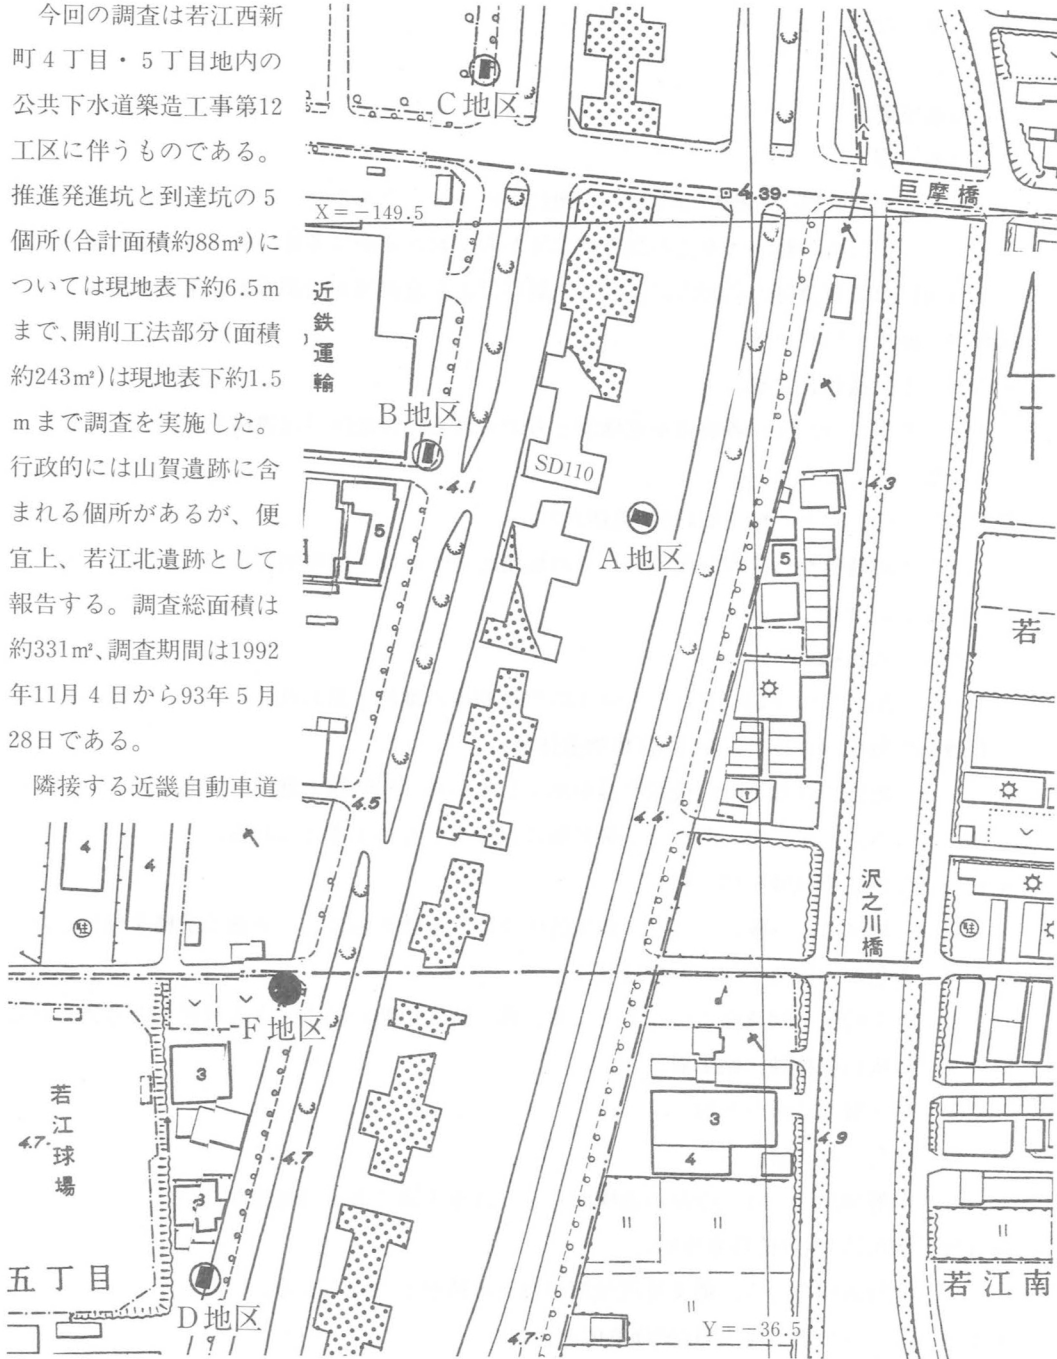 今回の調査は若江西新
町4丁目・5丁目地内の
公共下水道築造工事第12
工区に伴うものである。
推進発進坑と到達坑の5
個所(合計面積約88㎡)に
ついては現地表下約6.5m
まで、開削工法部分(面積
約243㎡)は現地表下約1.5
mまで調査を実施した。
行政的には山賀遺跡に含
まれる個所があるが、便
宜上、若江北遺跡として
報告する。調査総面積は
約331㎡、調査期間は1992
年11月4日から93年5月
28日である。
隣接する近畿自動車道
C地区
4.39
巨摩橋
X=-149.5
近鉄運輸
B地区
SD110
4.1
4.3
5
A地区
5
若
4.5
4.4
4
4
沢之川橋
駐
駐
F地区
3
若江球場
4.7
3
4
4.9
4.7
3
五丁目
D地区
若江南
Y=-36.5
4.7